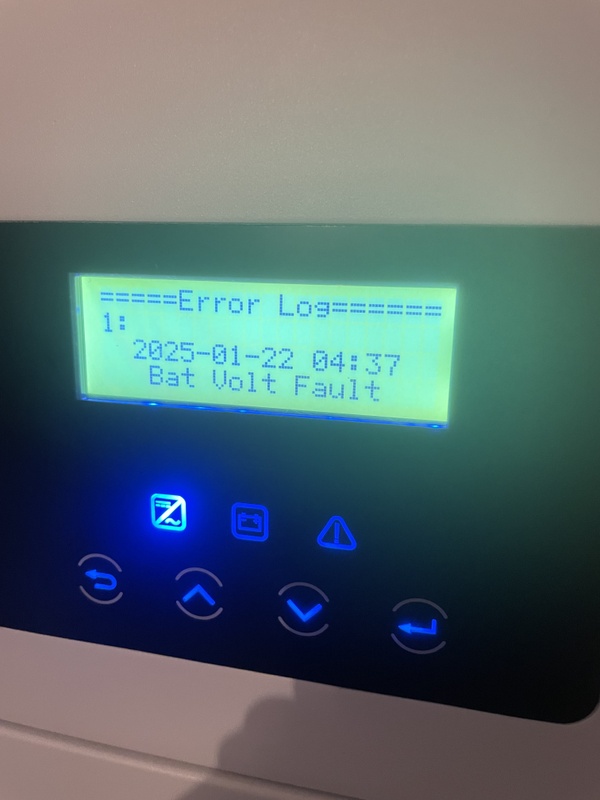 =====Error Log======
1:
2025-01-22 04:37
Bat Volt Fault